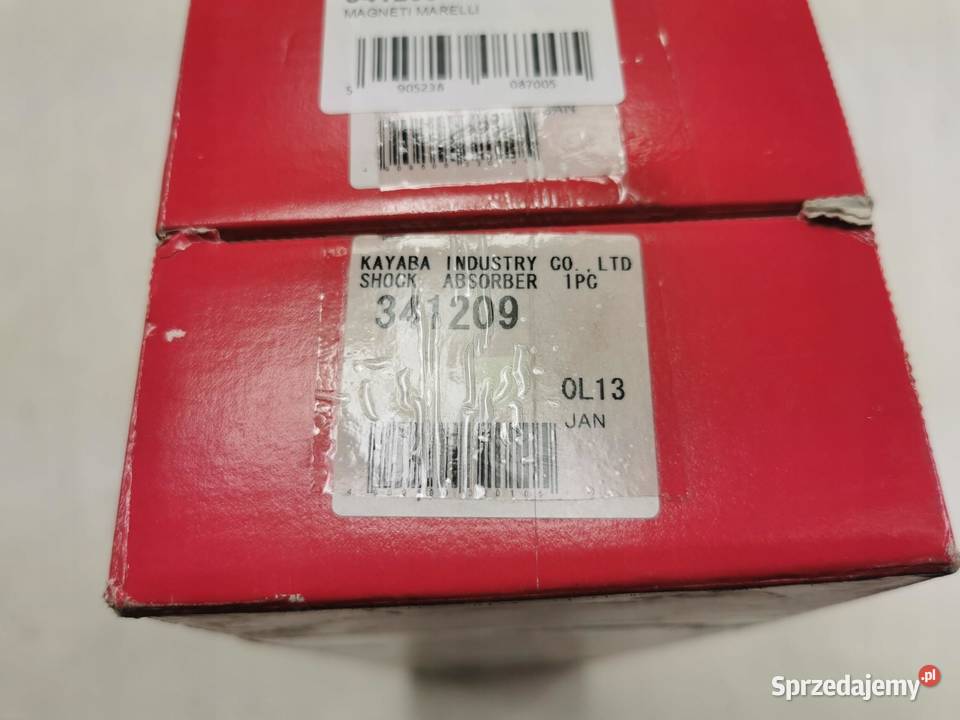 MAGNETI MARELLI
5 905238 087005
JAN
KAYABA INDUSTRY CO.,LTD
SHOCK ABSORBER 1PC
341209
0L13
JAN
Sprzedajemy.pl